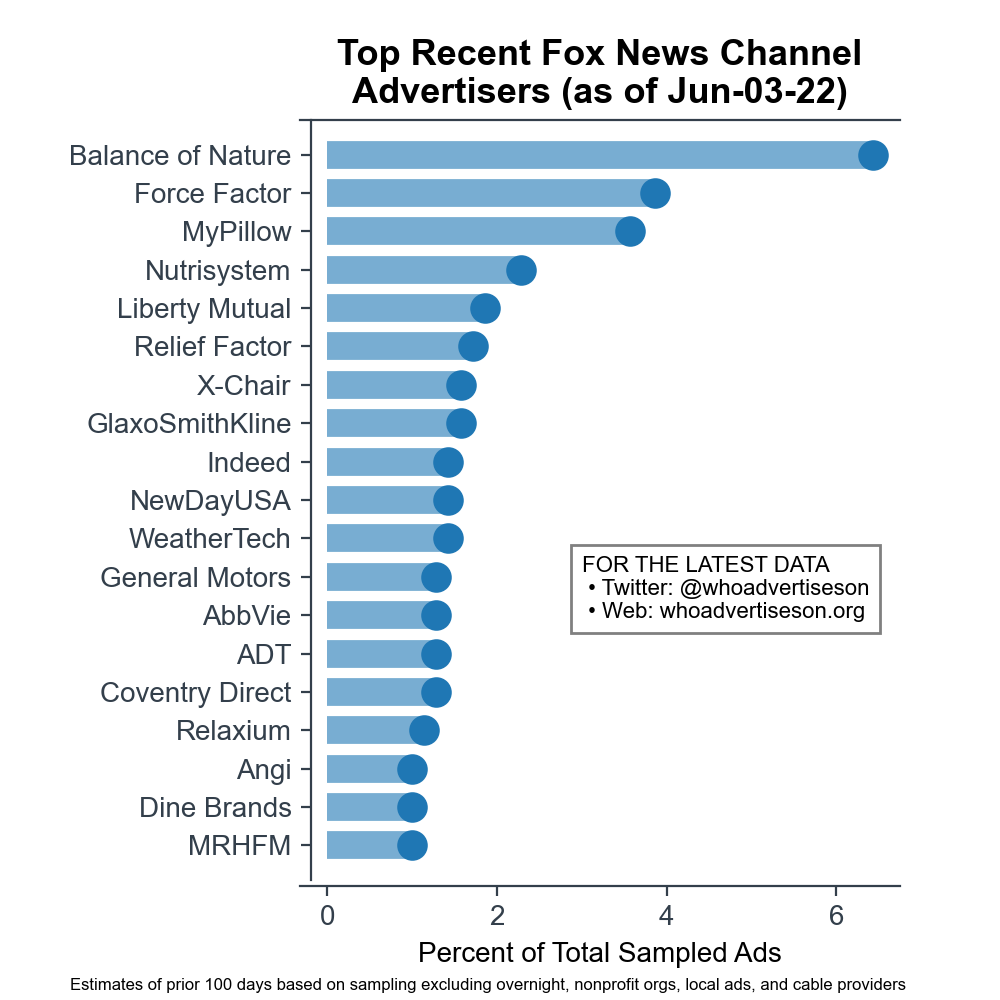 Top Recent Fox News Channel
Advertisers (as of Jun-03-22)
Balance of Nature
Force Factor
MyPillow
Nutrisystem
Liberty Mutual
Relief Factor
X-Chair
GlaxoSmithKline
Indeed
NewDayUSA
WeatherTech
General Motors
AbbVie
ADT
Coventry Direct
Relaxium
Angi
Dine Brands
MRHFM
FOR THE LATEST DATA
• Twitter: @whoadvertiseson
• Web: whoadvertiseson.org
0 2 4 6
Percent of Total Sampled Ads
Estimates of prior 100 days based on sampling excluding overnight, nonprofit orgs, local ads, and cable providers